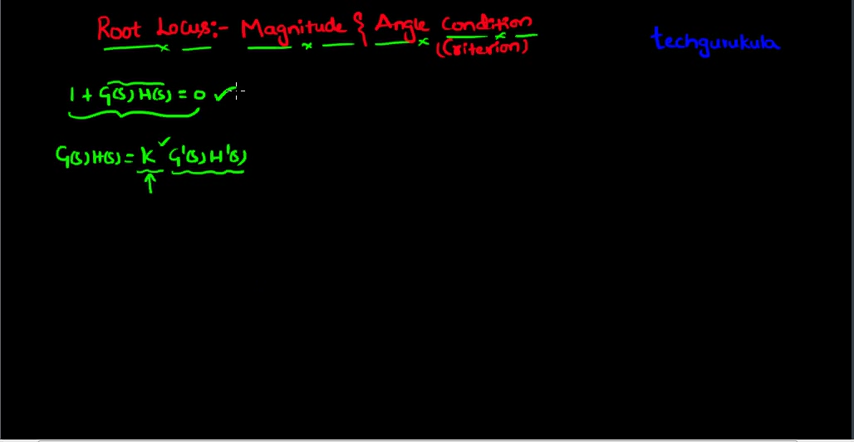 Root Locus:- Magnitude & Angle Condition
(Criterion)
techgurukula
1 + G(s) H(s) = 0 ✓
G(s) H(s) = K G'(s) H'(s)